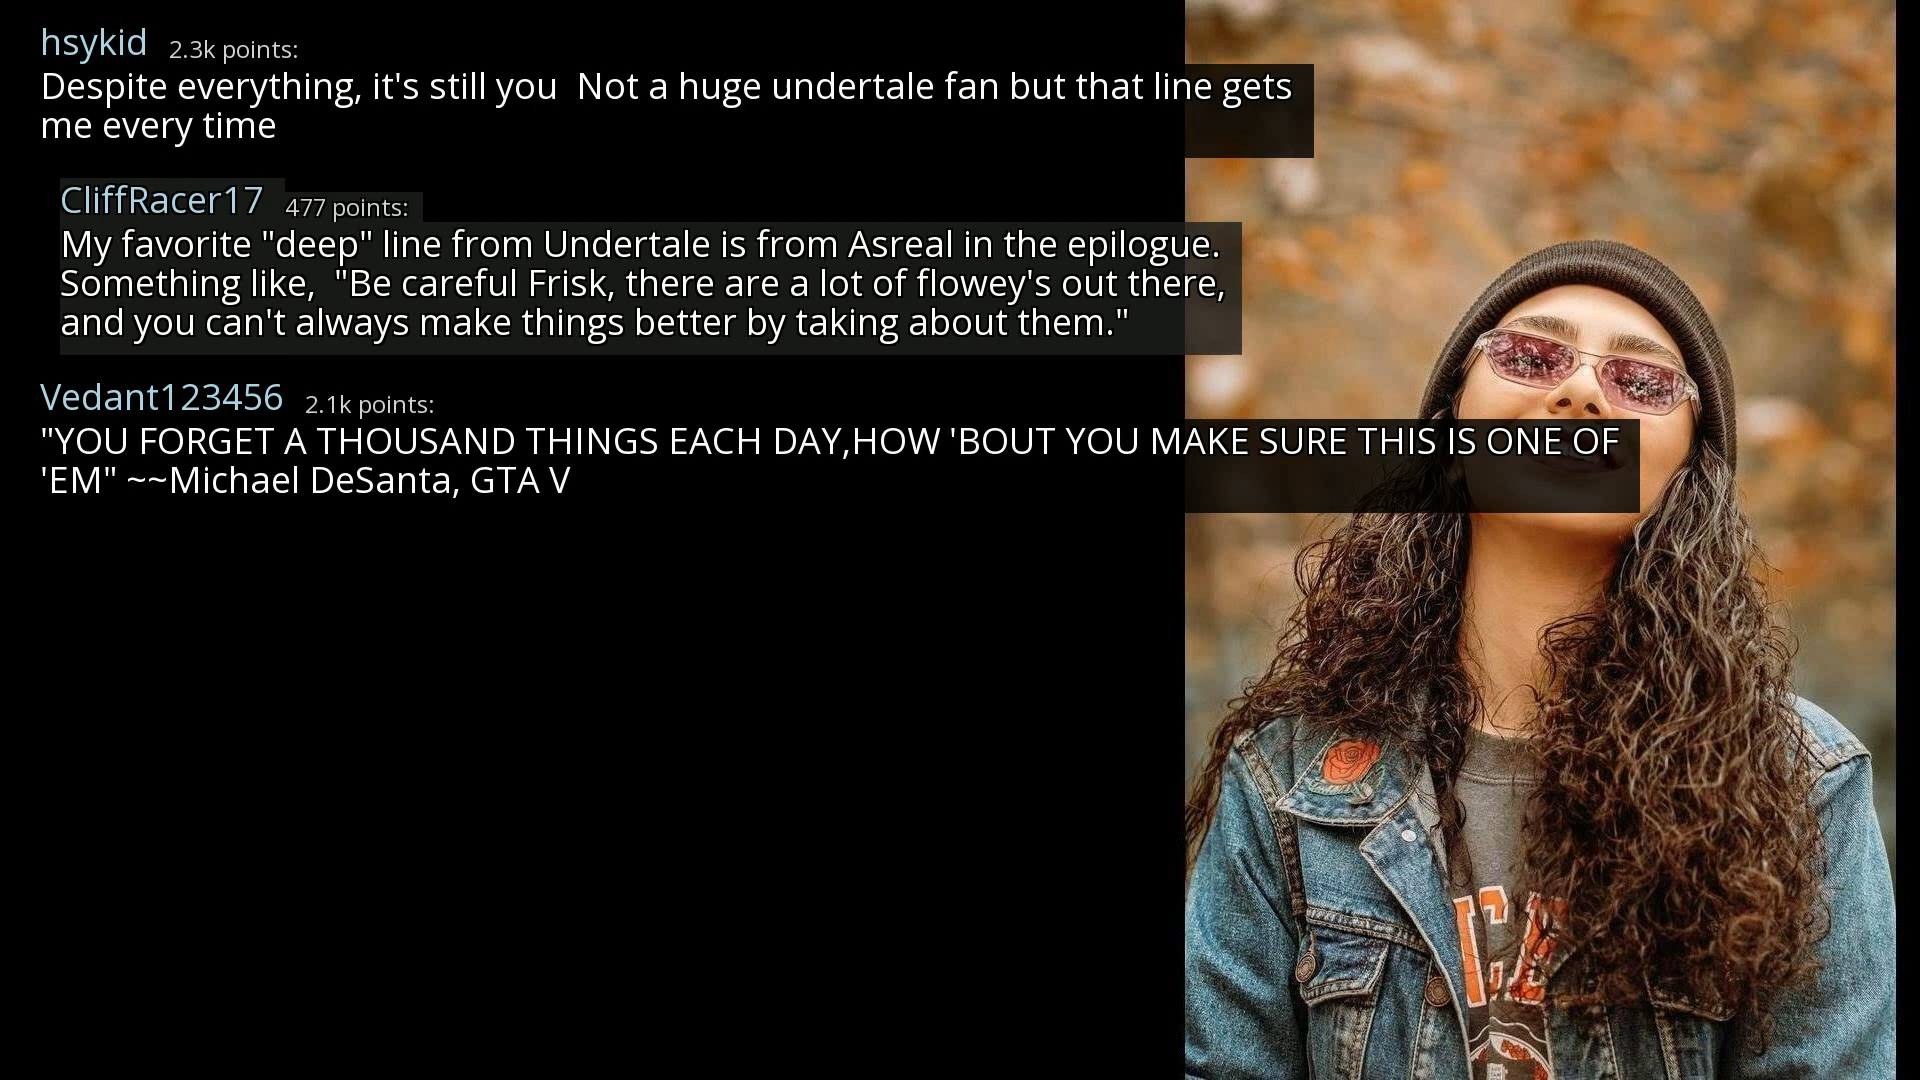 hsykid 2.3k points:
Despite everything, it's still you  Not a huge undertale fan but that line gets
me every time
CliffRacer17 477 points:
My favorite "deep" line from Undertale is from Asreal in the epilogue.
Something like,  "Be careful Frisk, there are a lot of flowey's out there,
and you can't always make things better by taking about them."
Vedant123456 2.1k points:
"YOU FORGET A THOUSAND THINGS EACH DAY,HOW 'BOUT YOU MAKE SURE THIS IS ONE OF
'EM" ~~Michael DeSanta, GTA V